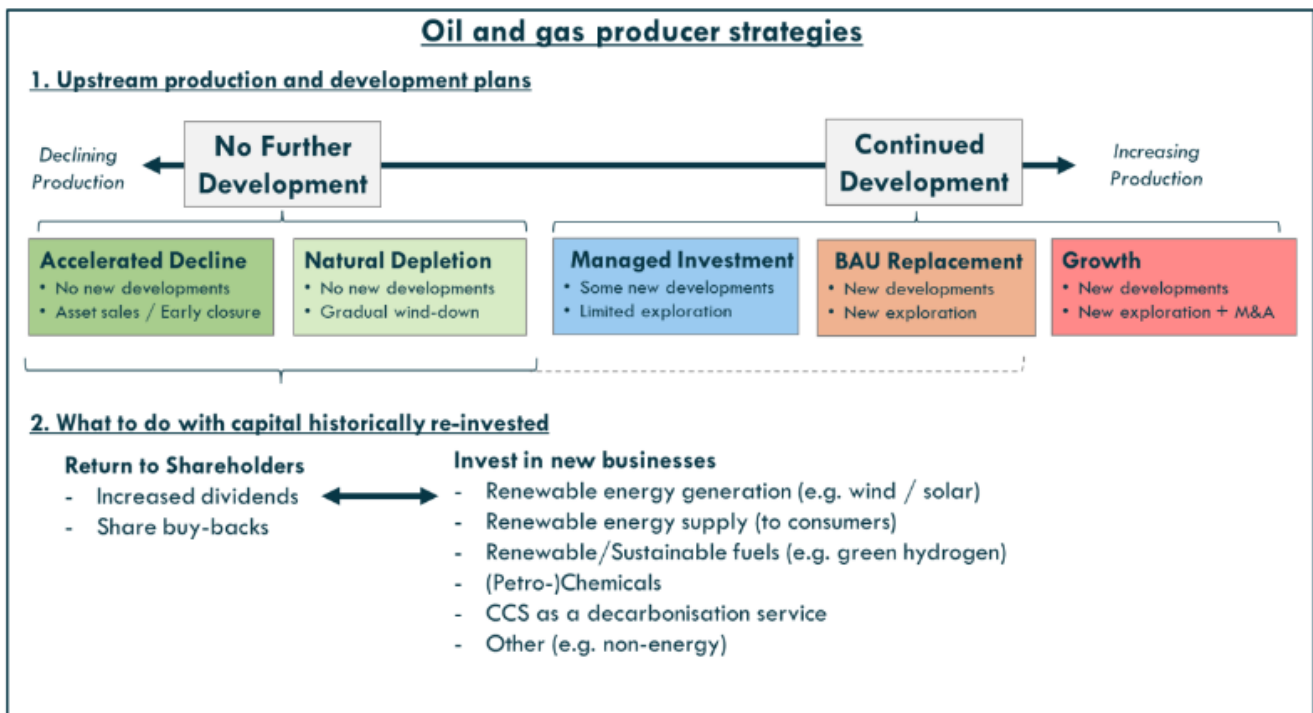 Oil and gas producer strategies
1. Upstream production and development plans
Declining
Production
No Further
Development
Continued
Development
Increasing
Production
Accelerated Decline
• No new developments
• Asset sales / Early closure
Natural Depletion
• No new developments
• Gradual wind-down
Managed Investment
• Some new developments
• Limited exploration
BAU Replacement
• New developments
• New exploration
Growth
• New developments
• New exploration + M&A
2. What to do with capital historically re-invested
Return to Shareholders
- Increased dividends
- Share buy-backs
Invest in new businesses
- Renewable energy generation (e.g. wind / solar)
- Renewable energy supply (to consumers)
- Renewable/Sustainable fuels (e.g. green hydrogen)
- (Petro-)Chemicals
- CCS as a decarbonisation service
- Other (e.g. non-energy)